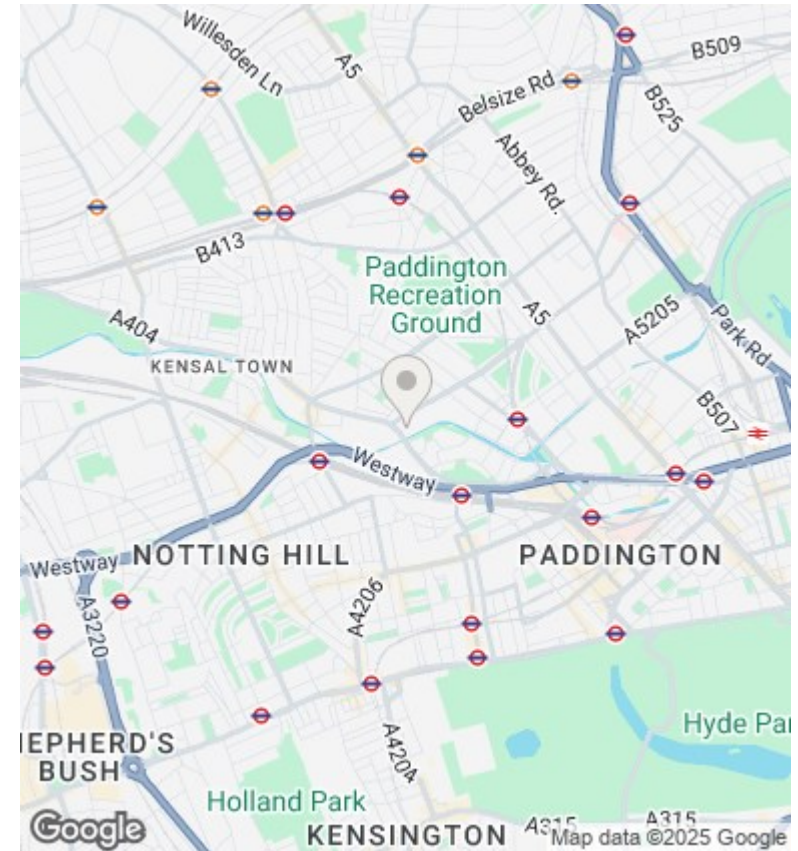 Willesden Ln
A5
B509
Belsize Rd
B525
Abbey Rd.
B413
Paddington
Recreation
Ground
A5
A5205
Park Rd
A404
KENSAL TOWN
B507
Westway
Westway
NOTTING HILL
PADDINGTON
A3220
A4206
HEPHERD'S
BUSH
A4204
Hyde Par
Holland Park
A315
A315
KENSINGTON
Google
Map data ©2025 Google